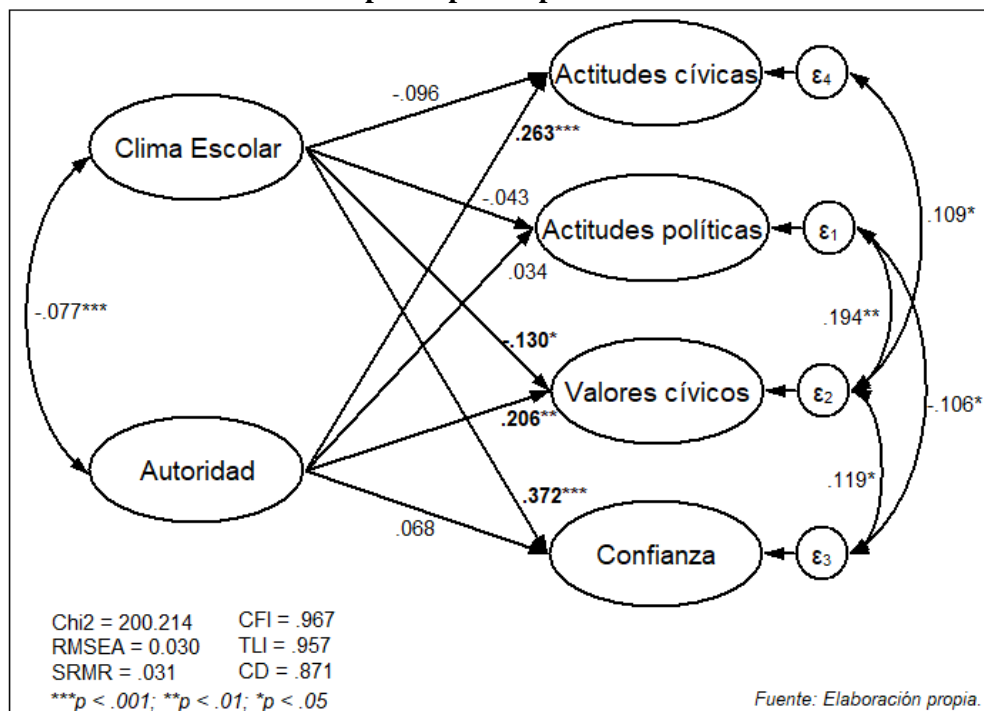 Actitudes cívicas
ε4
-.096
.263***
Clima Escolar
-.043
Actitudes políticas
ε1
.109*
.034
-.077***
.194**
-.130*
Valores cívicos
ε2
-.106*
.206**
Autoridad
.372***
.119*
.068
Confianza
ε3
Chi2 = 200.214 CFI = .967
RMSEA = 0.030 TLI = .957
SRMR = .031 CD = .871
***p < .001; **p < .01; *p < .05
Fuente: Elaboración propia.